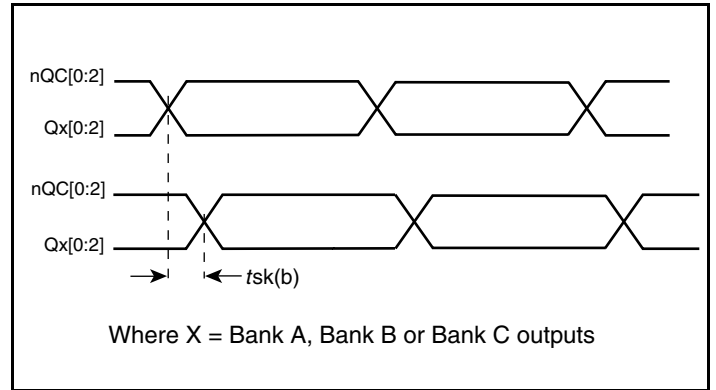 nQC[0:2]
Qx[0:2]
nQC[0:2]
Qx[0:2]
tsk(b)
Where X = Bank A, Bank B or Bank C outputs